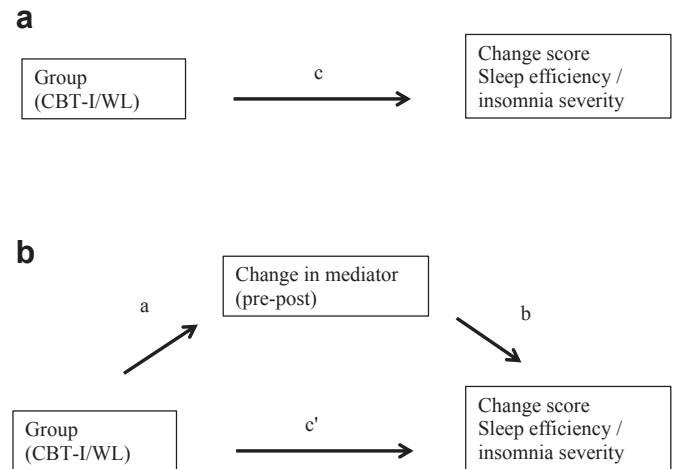 a
Group
(CBT-I/WL)
c
Change score
Sleep efficiency /
insomnia severity
b
Change in mediator
(pre-post)
a
b
Group
(CBT-I/WL)
c'
Change score
Sleep efficiency /
insomnia severity